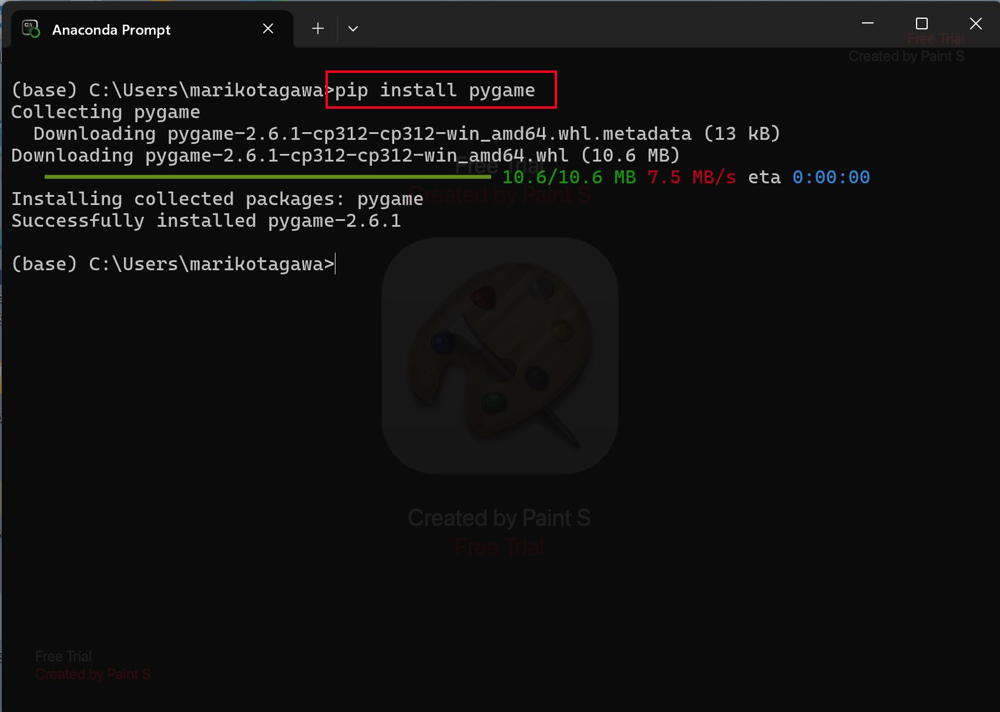 Anaconda Prompt
Free Trial
Created by Paint S
(base) C:\Users\marikotagawa>pip install pygame
Collecting pygame
  Downloading pygame-2.6.1-cp312-cp312-win_amd64.whl.metadata (13 kB)
Downloading pygame-2.6.1-cp312-cp312-win_amd64.whl (10.6 MB)
Free Trial
10.6/10.6 MB 7.5 MB/s eta 0:00:00
Created by Paint S
Installing collected packages: pygame
Successfully installed pygame-2.6.1
(base) C:\Users\marikotagawa>
Created by Paint S
Free Trial
Free Trial
Created by Paint S